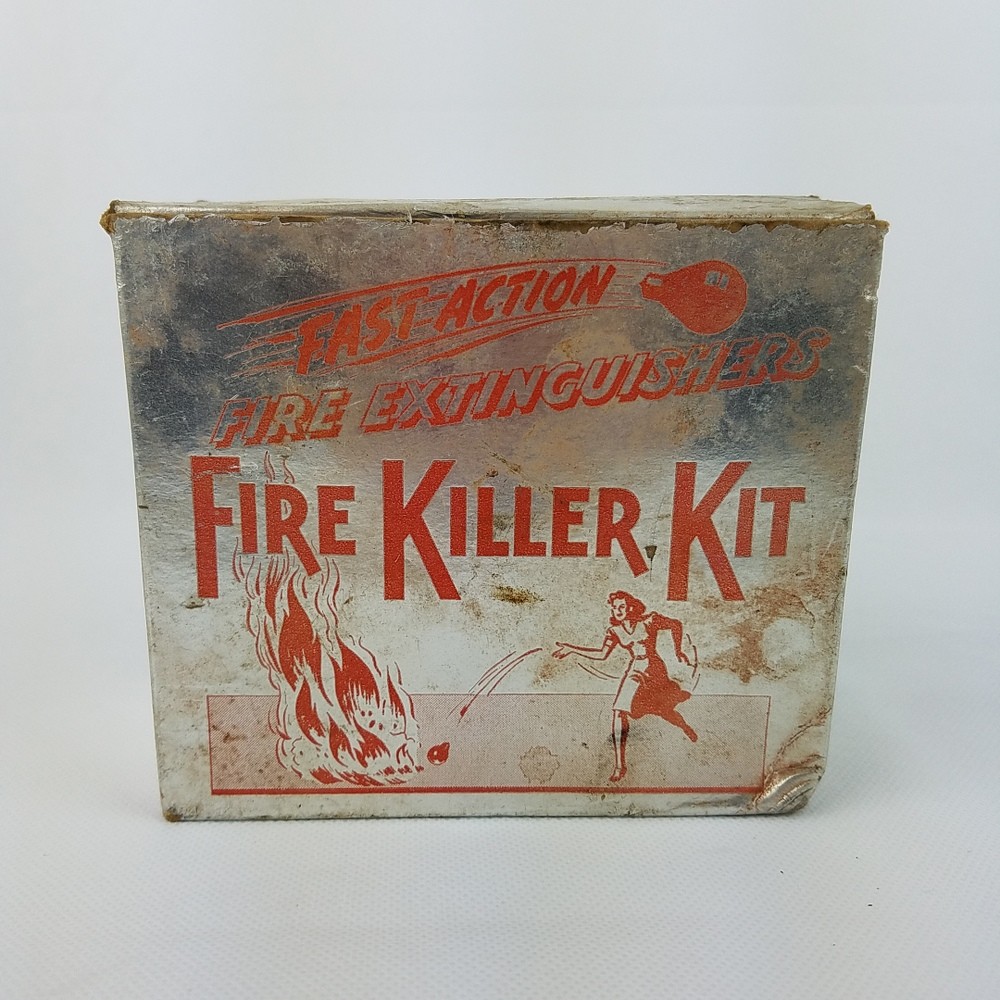 FAST-ACTION
FIRE EXTINGUISHERS
FIRE KILLER KIT